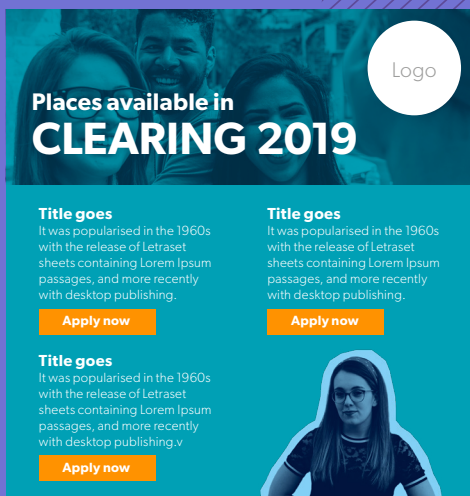 Logo
Places available in
CLEARING 2019
Title goes
It was popularised in the 1960s
with the release of Letraset
sheets containing Lorem Ipsum
passages, and more recently
with desktop publishing.
Apply now
Title goes
It was popularised in the 1960s
with the release of Letraset
sheets containing Lorem Ipsum
passages, and more recently
with desktop publishing.
Apply now
Title goes
It was popularised in the 1960s
with the release of Letraset
sheets containing Lorem Ipsum
passages, and more recently
with desktop publishing.v
Apply now